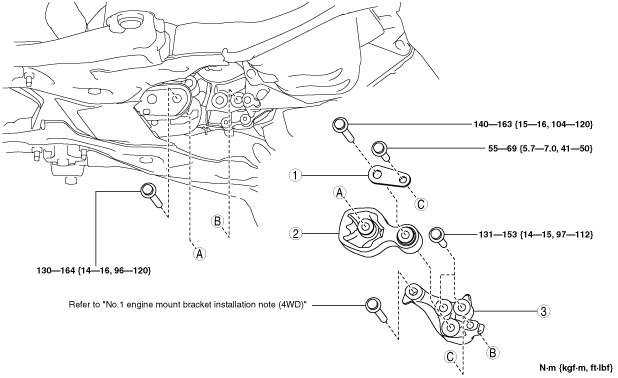 140—163 {15—16, 104—120}
55—69 {5.7—7.0, 41—50}
1
A
C
B
2
131—153 {14—15, 97—112}
A
130—164 {14—16, 96—120}
Refer to "No.1 engine mount bracket installation note (4WD)"
3
B
C
N·m {kgf·m, ft·lbf}